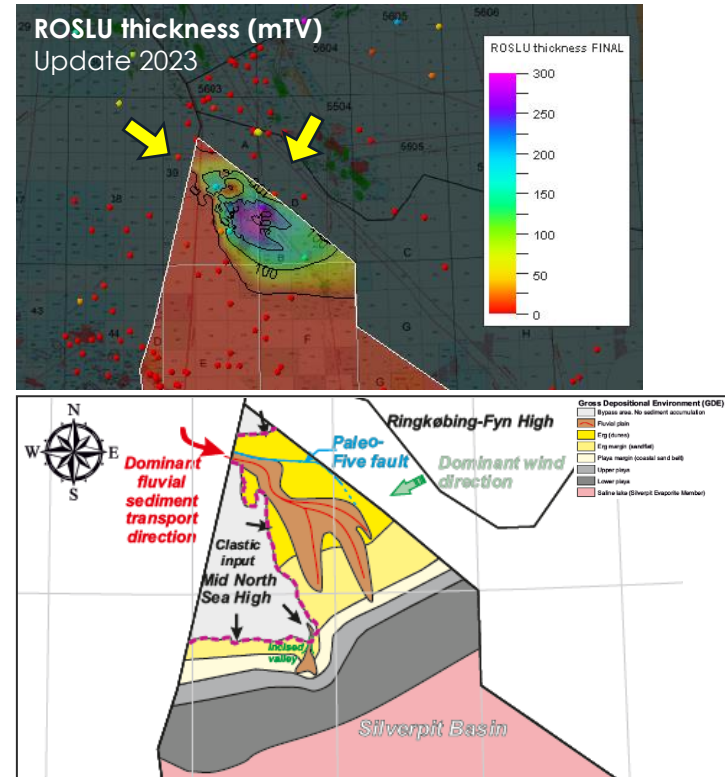 ROSLU thickness (mTV)
Update 2023
5605
5606
5604
5603
5504
5605
A
39
38
100
B
C
43
44
D
E
F
G
G
H
ROSLU thickness FINAL
300
250
200
150
100
50
0
N
W
E
S
Dominant
fluvial
sediment
transport
direction
Paleo-
Five fault
Ringkøbing-Fyn High
Dominant wind
direction
Clastic
input
Mid North
Sea High
incised
valley
Silverpit Basin
Gross Depositional Environment (GDE)
Bypass area. No sediment accumulation
Fluvial plain
Erg (dunes)
Erg margin (sandflat)
Playa margin (coastal sand belt)
Upper playa
Lower playa
Saline lake (Silverpit Evaporite Member)